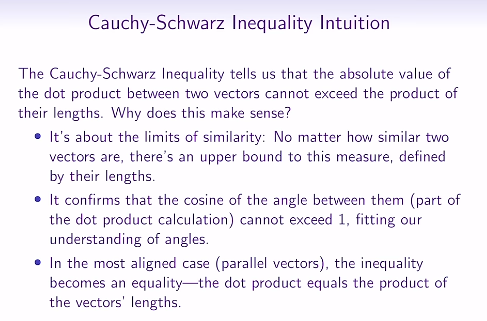 Cauchy-Schwarz Inequality Intuition
The Cauchy-Schwarz Inequality tells us that the absolute value of
the dot product between two vectors cannot exceed the product of
their lengths. Why does this make sense?
• It's about the limits of similarity: No matter how similar two
vectors are, there's an upper bound to this measure, defined
by their lengths.
• It confirms that the cosine of the angle between them (part of
the dot product calculation) cannot exceed 1, fitting our
understanding of angles.
• In the most aligned case (parallel vectors), the inequality
becomes an equality—the dot product equals the product of
the vectors' lengths.